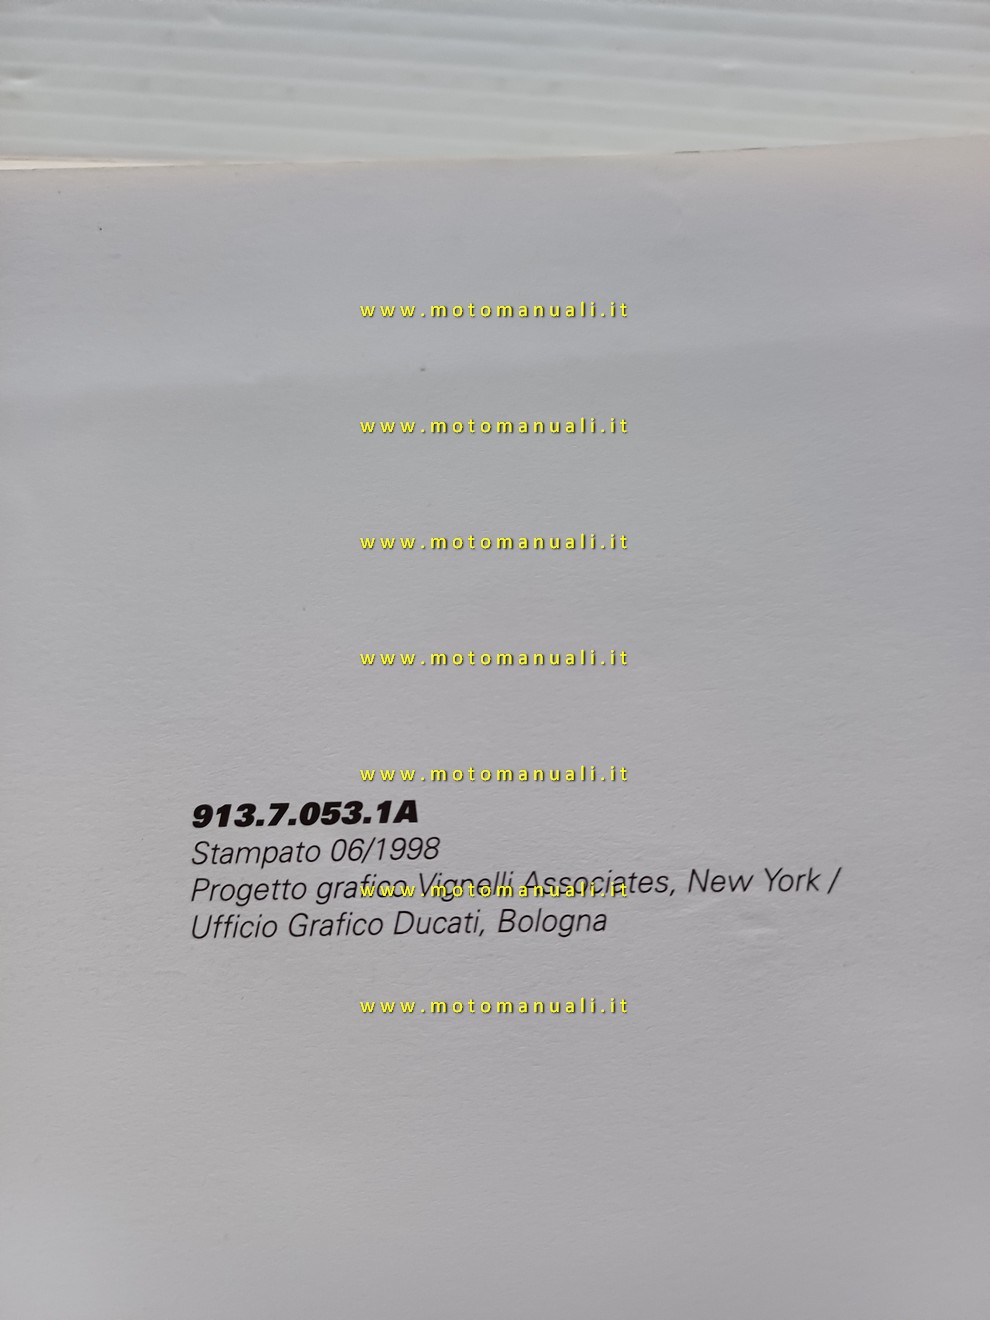 www.motomanuali.it
www.motomanuali.it
www.motomanuali.it
www.motomanuali.it
www.motomanuali.it
913.7.053.1A
Stampato 06/1998
Progetto grafico Vignelli Associates, New York /
www.motomanuali.it
Ufficio Grafico Ducati, Bologna
www.motomanuali.it